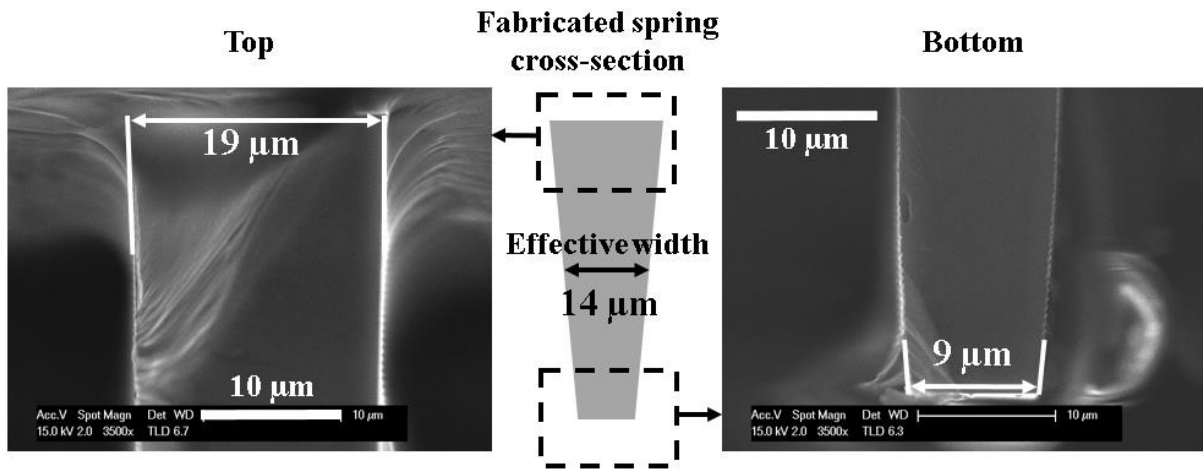 Top
Fabricated spring
cross-section
Bottom
19 µm
10 µm
Effective width
14 µm
9 µm
10 µm
Acc.V Spot Magn Det WD 10 µm
15.0 kV 2.0 3500x TLD 6.7
Acc.V Spot Magn Det WD 10 µm
15.0 kV 2.0 3500x TLD 6.3